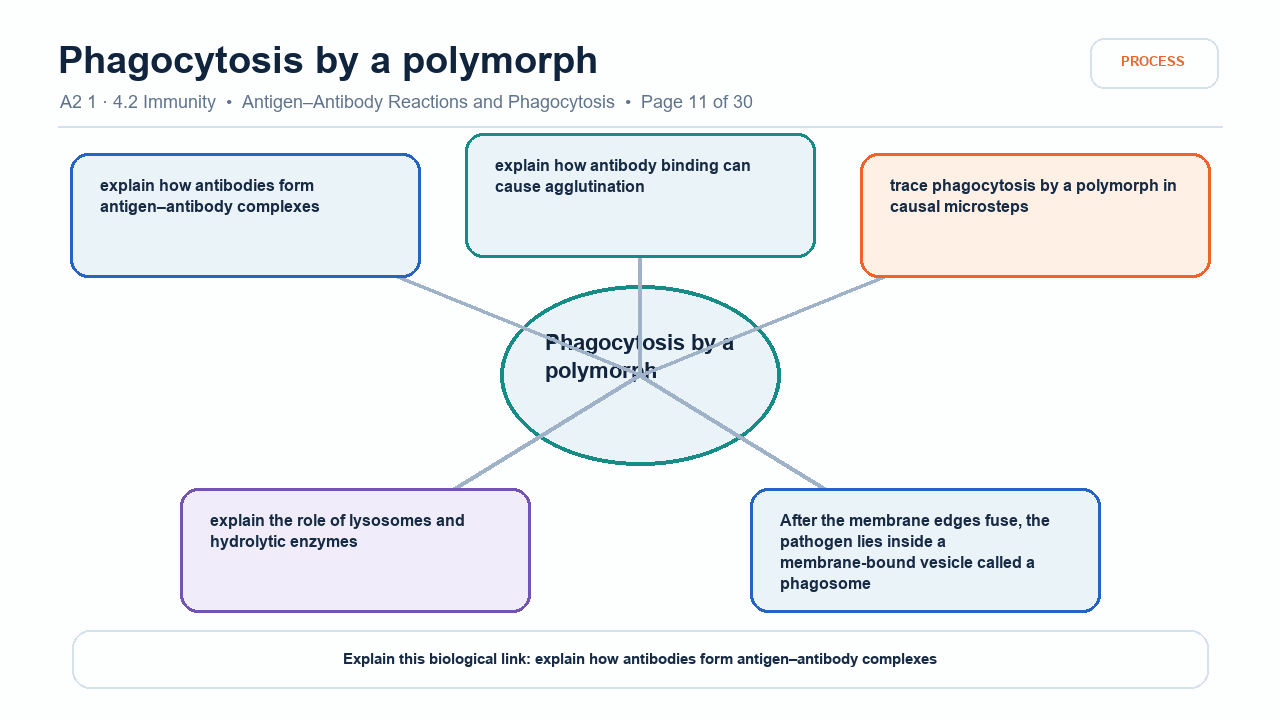 Phagocytosis by a polymorph
PROCESS
A2 1 · 4.2 Immunity • Antigen–Antibody Reactions and Phagocytosis • Page 11 of 30
explain how antibodies form
antigen–antibody complexes
explain how antibody binding can
cause agglutination
trace phagocytosis by a polymorph in
causal microsteps
Phagocytosis by a
polymorph
explain the role of lysosomes and
hydrolytic enzymes
After the membrane edges fuse, the
pathogen lies inside a
membrane-bound vesicle called a
phagosome
Explain this biological link: explain how antibodies form antigen–antibody complexes